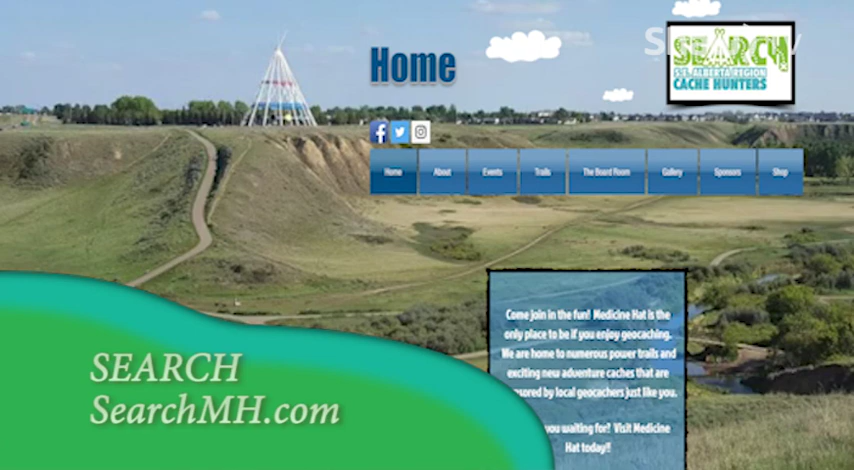 Home
SEARCH
S.E. ALBERTA REGION
CACHE HUNTERS
Home About Events Trails The Board Room Gallery Sponsors Shop
Come join in the fun! Medicine Hat is the
only place to be if you enjoy geocaching.
We are home to numerous power trails and
exciting new adventure caches that are
sored by local geocachers just like you.
you waiting for? Visit Medicine
Hat today!!
SEARCH
SearchMH.com